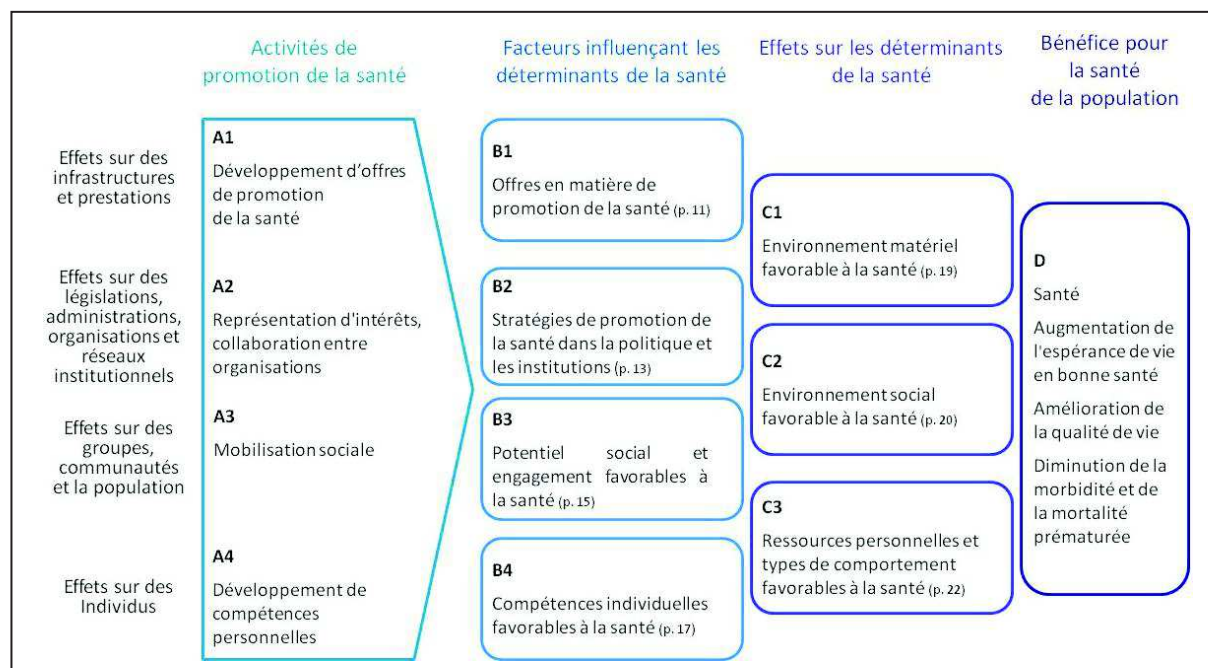 Activités de
promotion de la santé
Facteurs influençant les
déterminants de la santé
Effets sur les déterminants
de la santé
Bénéfice pour
la santé
de la population
Effets sur des
infrastructures
et prestations
Effets sur des
législations,
administrations,
organisations et
réseaux
institutionnels
Effets sur des
groupes,
communautés
et la population
Effets sur des
Individus
A1
Développement d'offres
de promotion
de la santé
A2
Représentation d'intérêts,
collaboration entre
organisations
A3
Mobilisation sociale
A4
Développement de
compétences
personnelles
B1
Offres en matière de
promotion de la santé (p. 11)
B2
Stratégies de promotion de
la santé dans la politique et
les institutions (p. 13)
B3
Potentiel social et
engagement favorables à
la santé (p. 15)
B4
Compétences individuelles
favorables à la santé (p. 17)
C1
Environnement matériel
favorable à la santé (p. 19)
C2
Environnement social
favorable à la santé (p. 20)
C3
Ressources personnelles et
types de comportement
favorables à la santé (p. 22)
D
Santé
Augmentation de
l'espérance de vie
en bonne santé
Amélioration de
la qualité de vie
Diminution de la
morbidité et de
la mortalité
prématurée